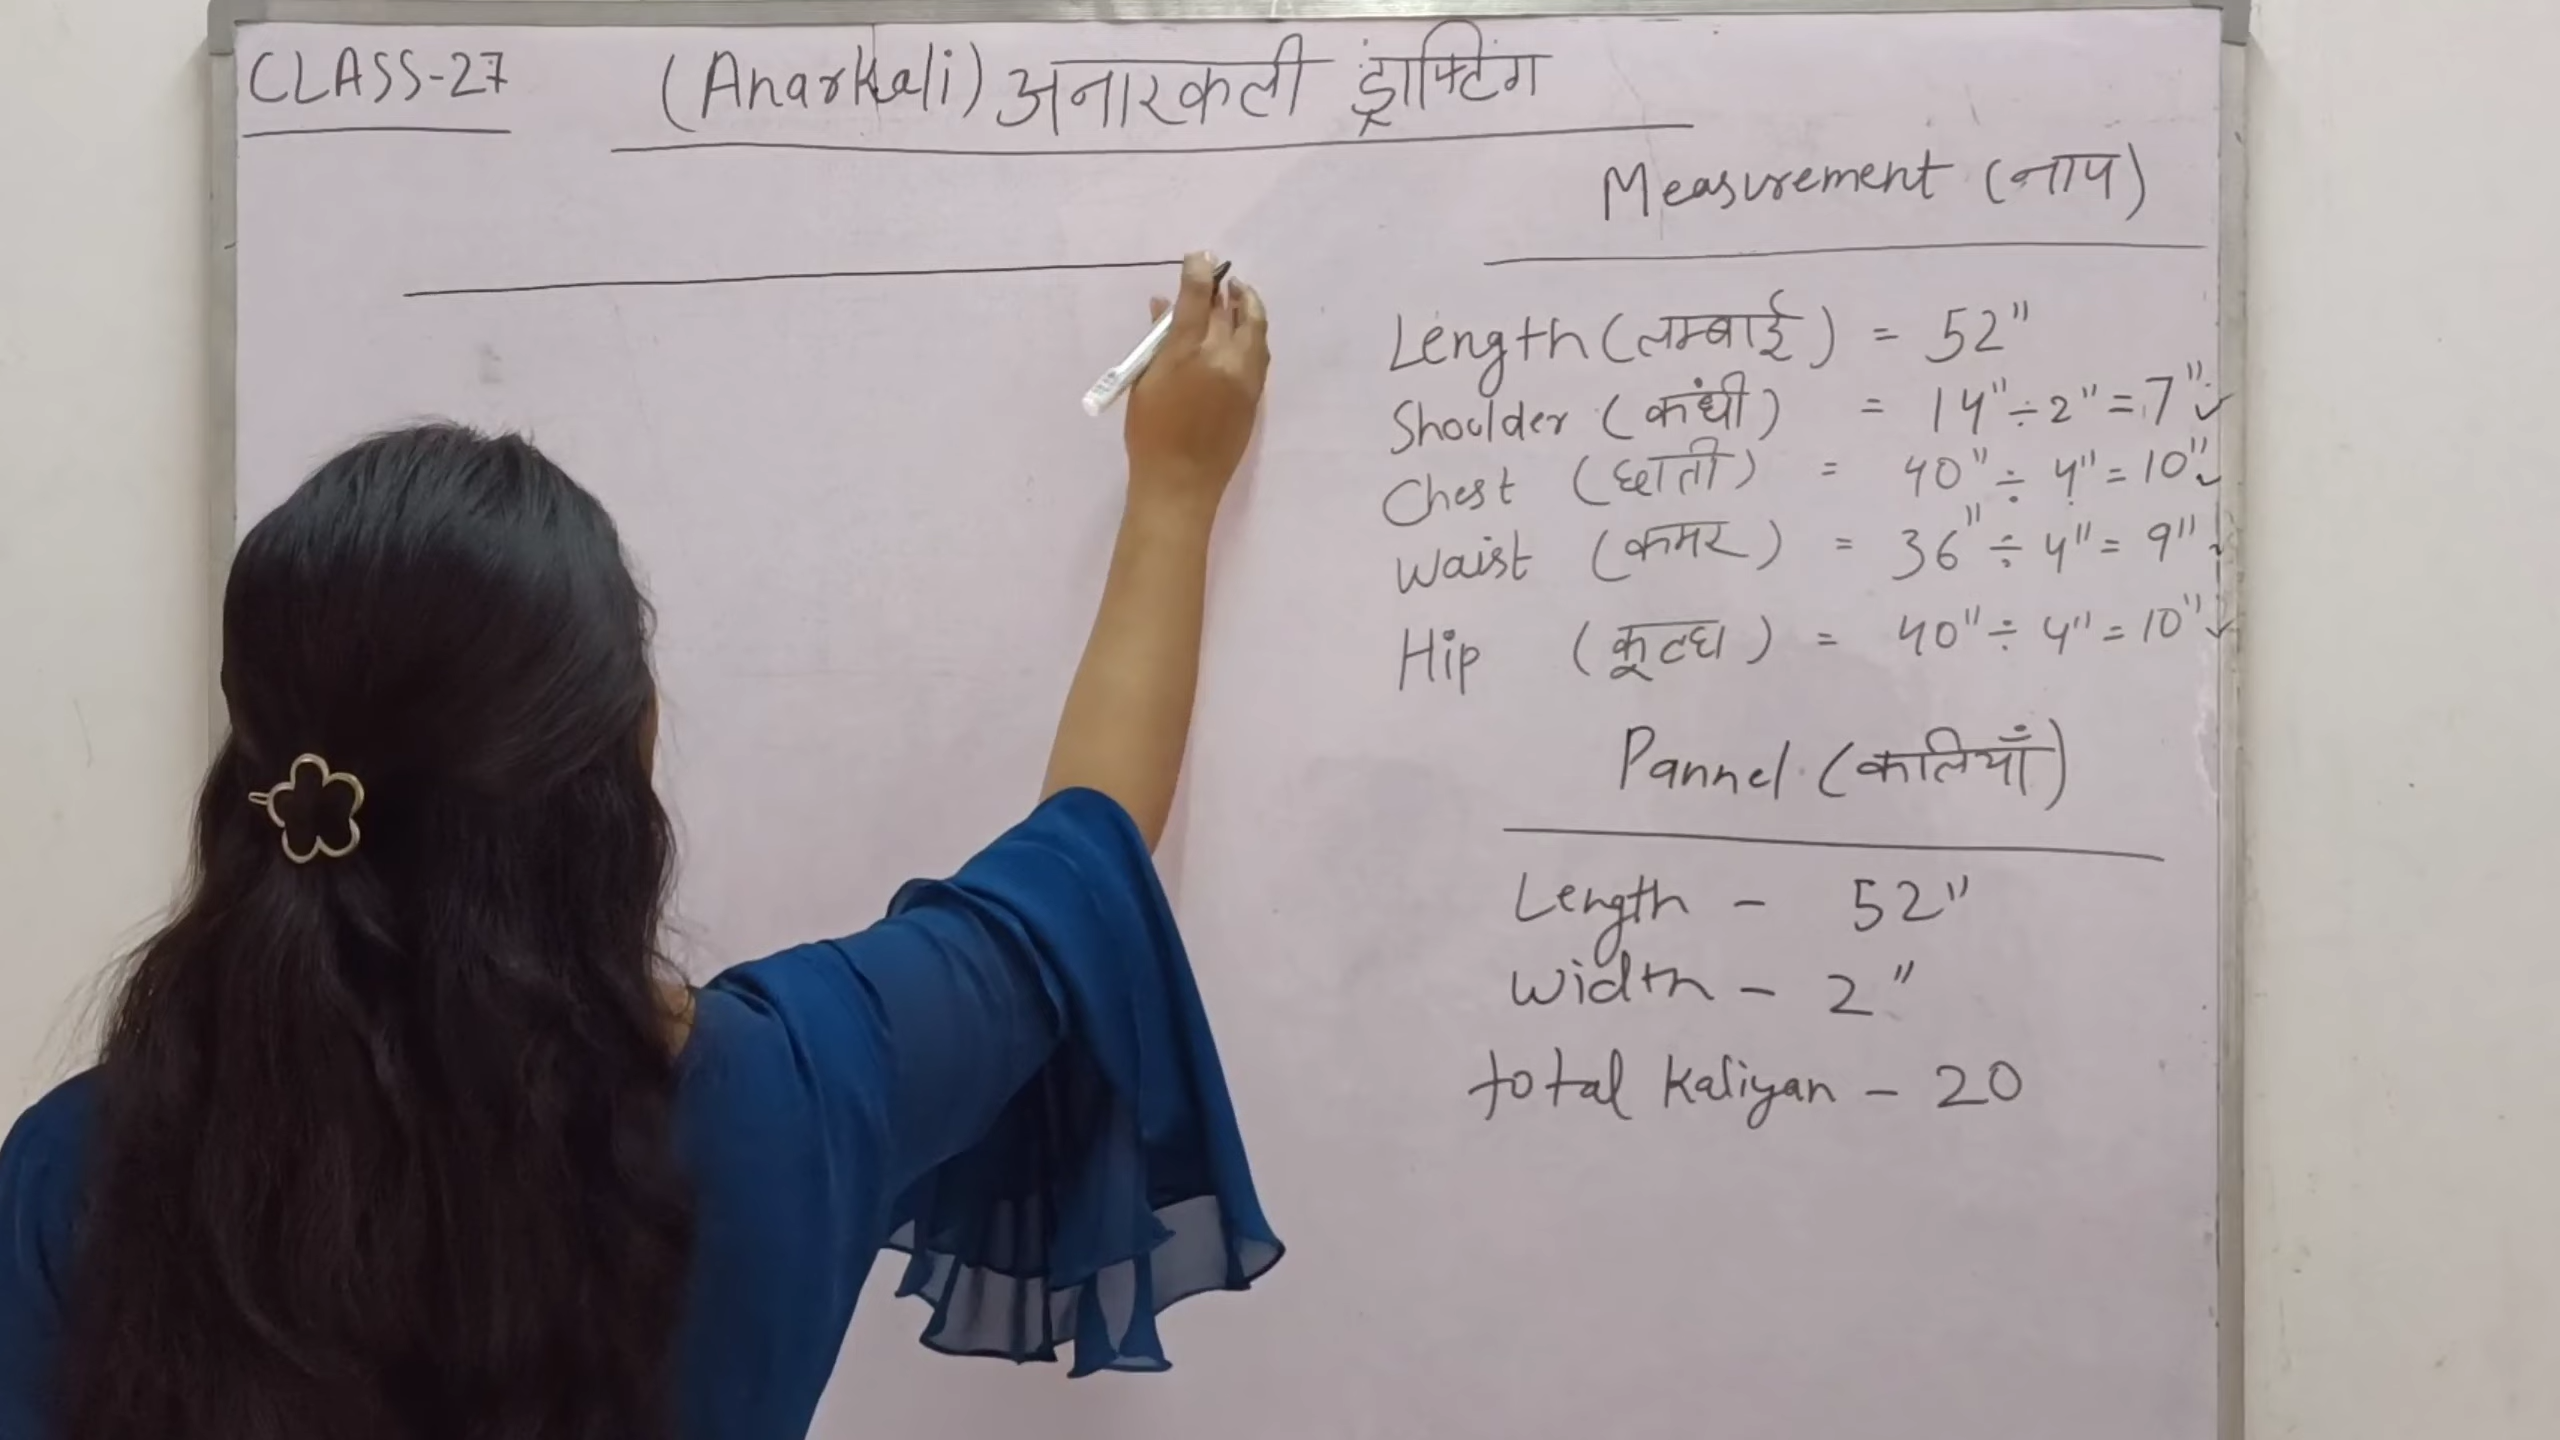 CLASS-27
(Anarkali) अनारकली ड्राफ्टिंग
Measurement (नाप)
Length (लम्बाई) = 52"
Shoulder (कंधी) = 14" ÷ 2" = 7" ✓
Chest (छाती) = 40" ÷ 4" = 10" ✓
Waist (कमर) = 36" ÷ 4" = 9" ✓
Hip (कूल्हा) = 40" ÷ 4" = 10" ✓
Pannel (कलियाँ)
Length - 52"
Width - 2"
total Kaliyan - 20